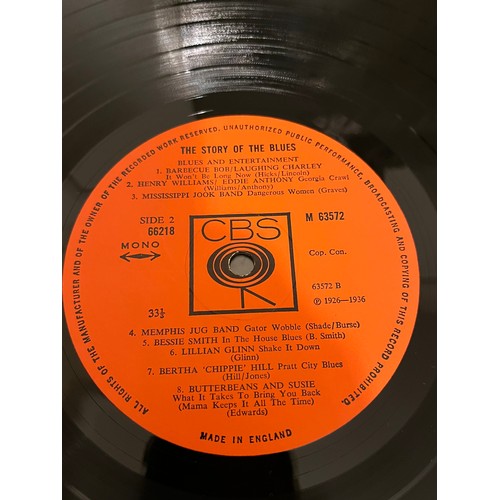 ALL RIGHTS OF THE MANUFACTURER AND OF THE OWNER OF THE RECORDED WORK RESERVED. UNAUTHORIZED PUBLIC PERFORMANCE, BROADCASTING AND COPYING OF THIS RECORD PROHIBITED.
THE STORY OF THE BLUES
BLUES AND ENTERTAINMENT
1. BARBECUE BOB/LAUGHING CHARLEY
It Won't Be Long Now (Hicks/Lincoln)
2. HENRY WILLIAMS/ EDDIE ANTHONY Georgia Crawl
(Williams/Anthony)
3. MISSISSIPPI JOOK BAND Dangerous Women (Graves)
SIDE 2
66218
MONO
CBS
M 63572
Cop. Con.
63572 B
℗ 1926—1936
33⅓
4. MEMPHIS JUG BAND Gator Wobble (Shade/Burse)
5. BESSIE SMITH In The House Blues (B. Smith)
6. LILLIAN GLINN Shake It Down
(Glinn)
7. BERTHA 'CHIPPIE' HILL Pratt City Blues
(Hill/Jones)
8. BUTTERBEANS AND SUSIE
What It Takes To Bring You Back
(Mama Keeps It All The Time)
(Edwards)
MADE IN ENGLAND